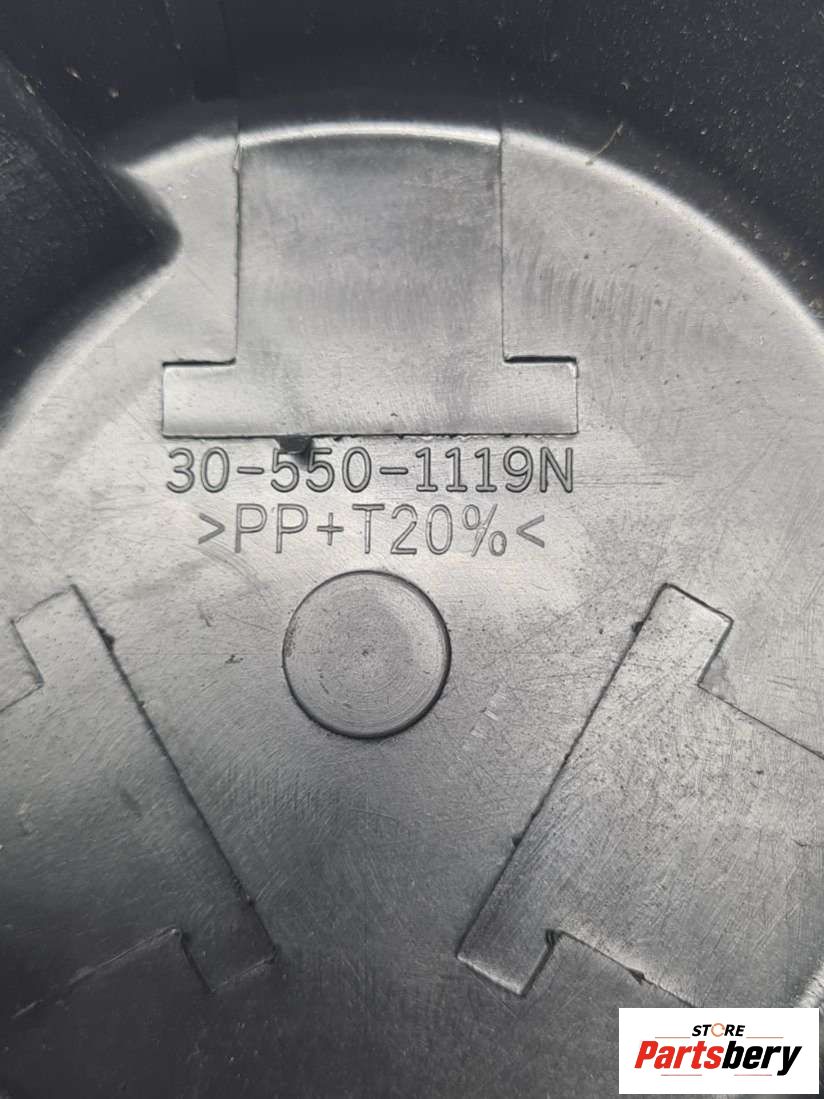 30-550-1119N
>PP+T20%<
STORE
Partsbery